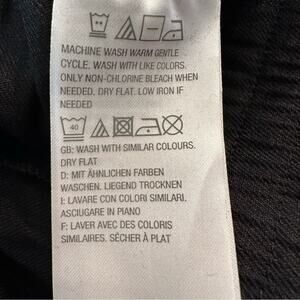 MACHINE WASH WARM GENTLE
CYCLE. WASH WITH LIKE COLORS.
ONLY NON-CHLORINE BLEACH WHEN
NEEDED. DRY FLAT. LOW IRON IF
NEEDED
40
GB: WASH WITH SIMILAR COLOURS.
DRY FLAT
D: MIT ÄHNLICHEN FARBEN
WASCHEN. LIEGEND TROCKNEN
I: LAVARE CON COLORI SIMILARI.
ASCIUGARE IN PIANO
F: LAVER AVEC DES COLORIS
SIMILAIRES. SÉCHER À PLAT